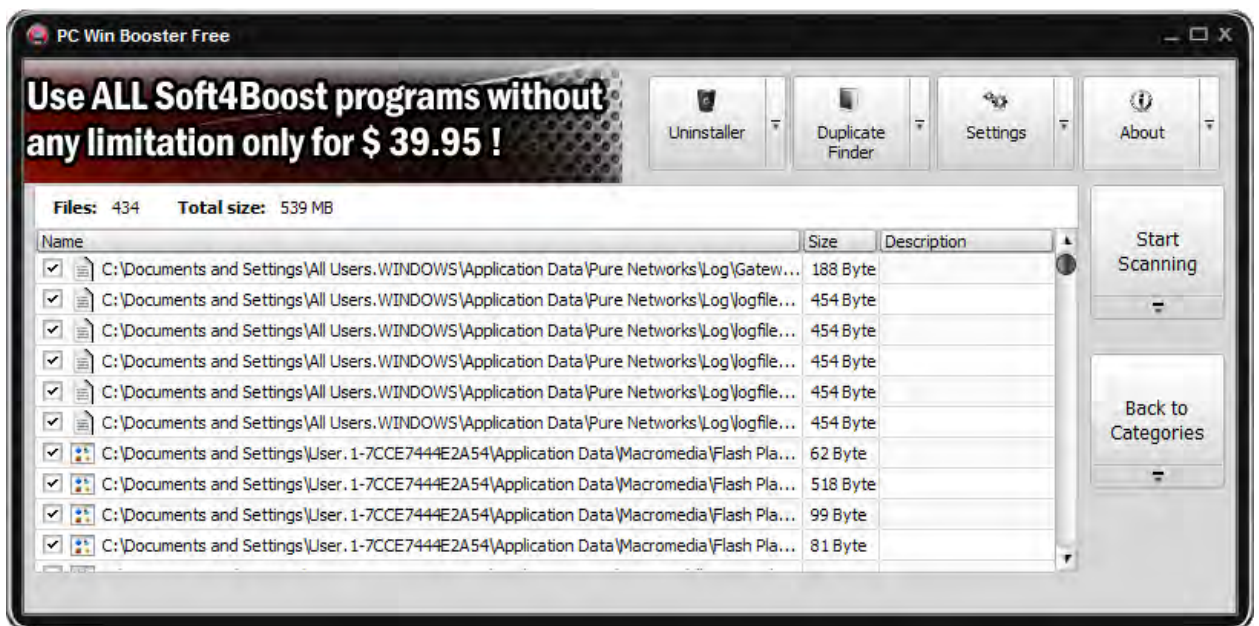 PC Win Booster Free
Use ALL Soft4Boost programs without
any limitation only for $ 39.95 !
Uninstaller
Duplicate
Finder
Settings
About
Files: 434 Total size: 539 MB
Name Size Description
C:\Documents and Settings\All Users.WINDOWS\Application Data\Pure Networks\Log\Gatew... 188 Byte
C:\Documents and Settings\All Users.WINDOWS\Application Data\Pure Networks\Log\logfile... 454 Byte
C:\Documents and Settings\All Users.WINDOWS\Application Data\Pure Networks\Log\logfile... 454 Byte
C:\Documents and Settings\All Users.WINDOWS\Application Data\Pure Networks\Log\logfile... 454 Byte
C:\Documents and Settings\All Users.WINDOWS\Application Data\Pure Networks\Log\logfile... 454 Byte
C:\Documents and Settings\All Users.WINDOWS\Application Data\Pure Networks\Log\logfile... 454 Byte
C:\Documents and Settings\User.1-7CCE7444E2A54\Application Data\Macromedia\Flash Pla... 62 Byte
C:\Documents and Settings\User.1-7CCE7444E2A54\Application Data\Macromedia\Flash Pla... 518 Byte
C:\Documents and Settings\User.1-7CCE7444E2A54\Application Data\Macromedia\Flash Pla... 99 Byte
C:\Documents and Settings\User.1-7CCE7444E2A54\Application Data\Macromedia\Flash Pla... 81 Byte
Start
Scanning
Back to
Categories